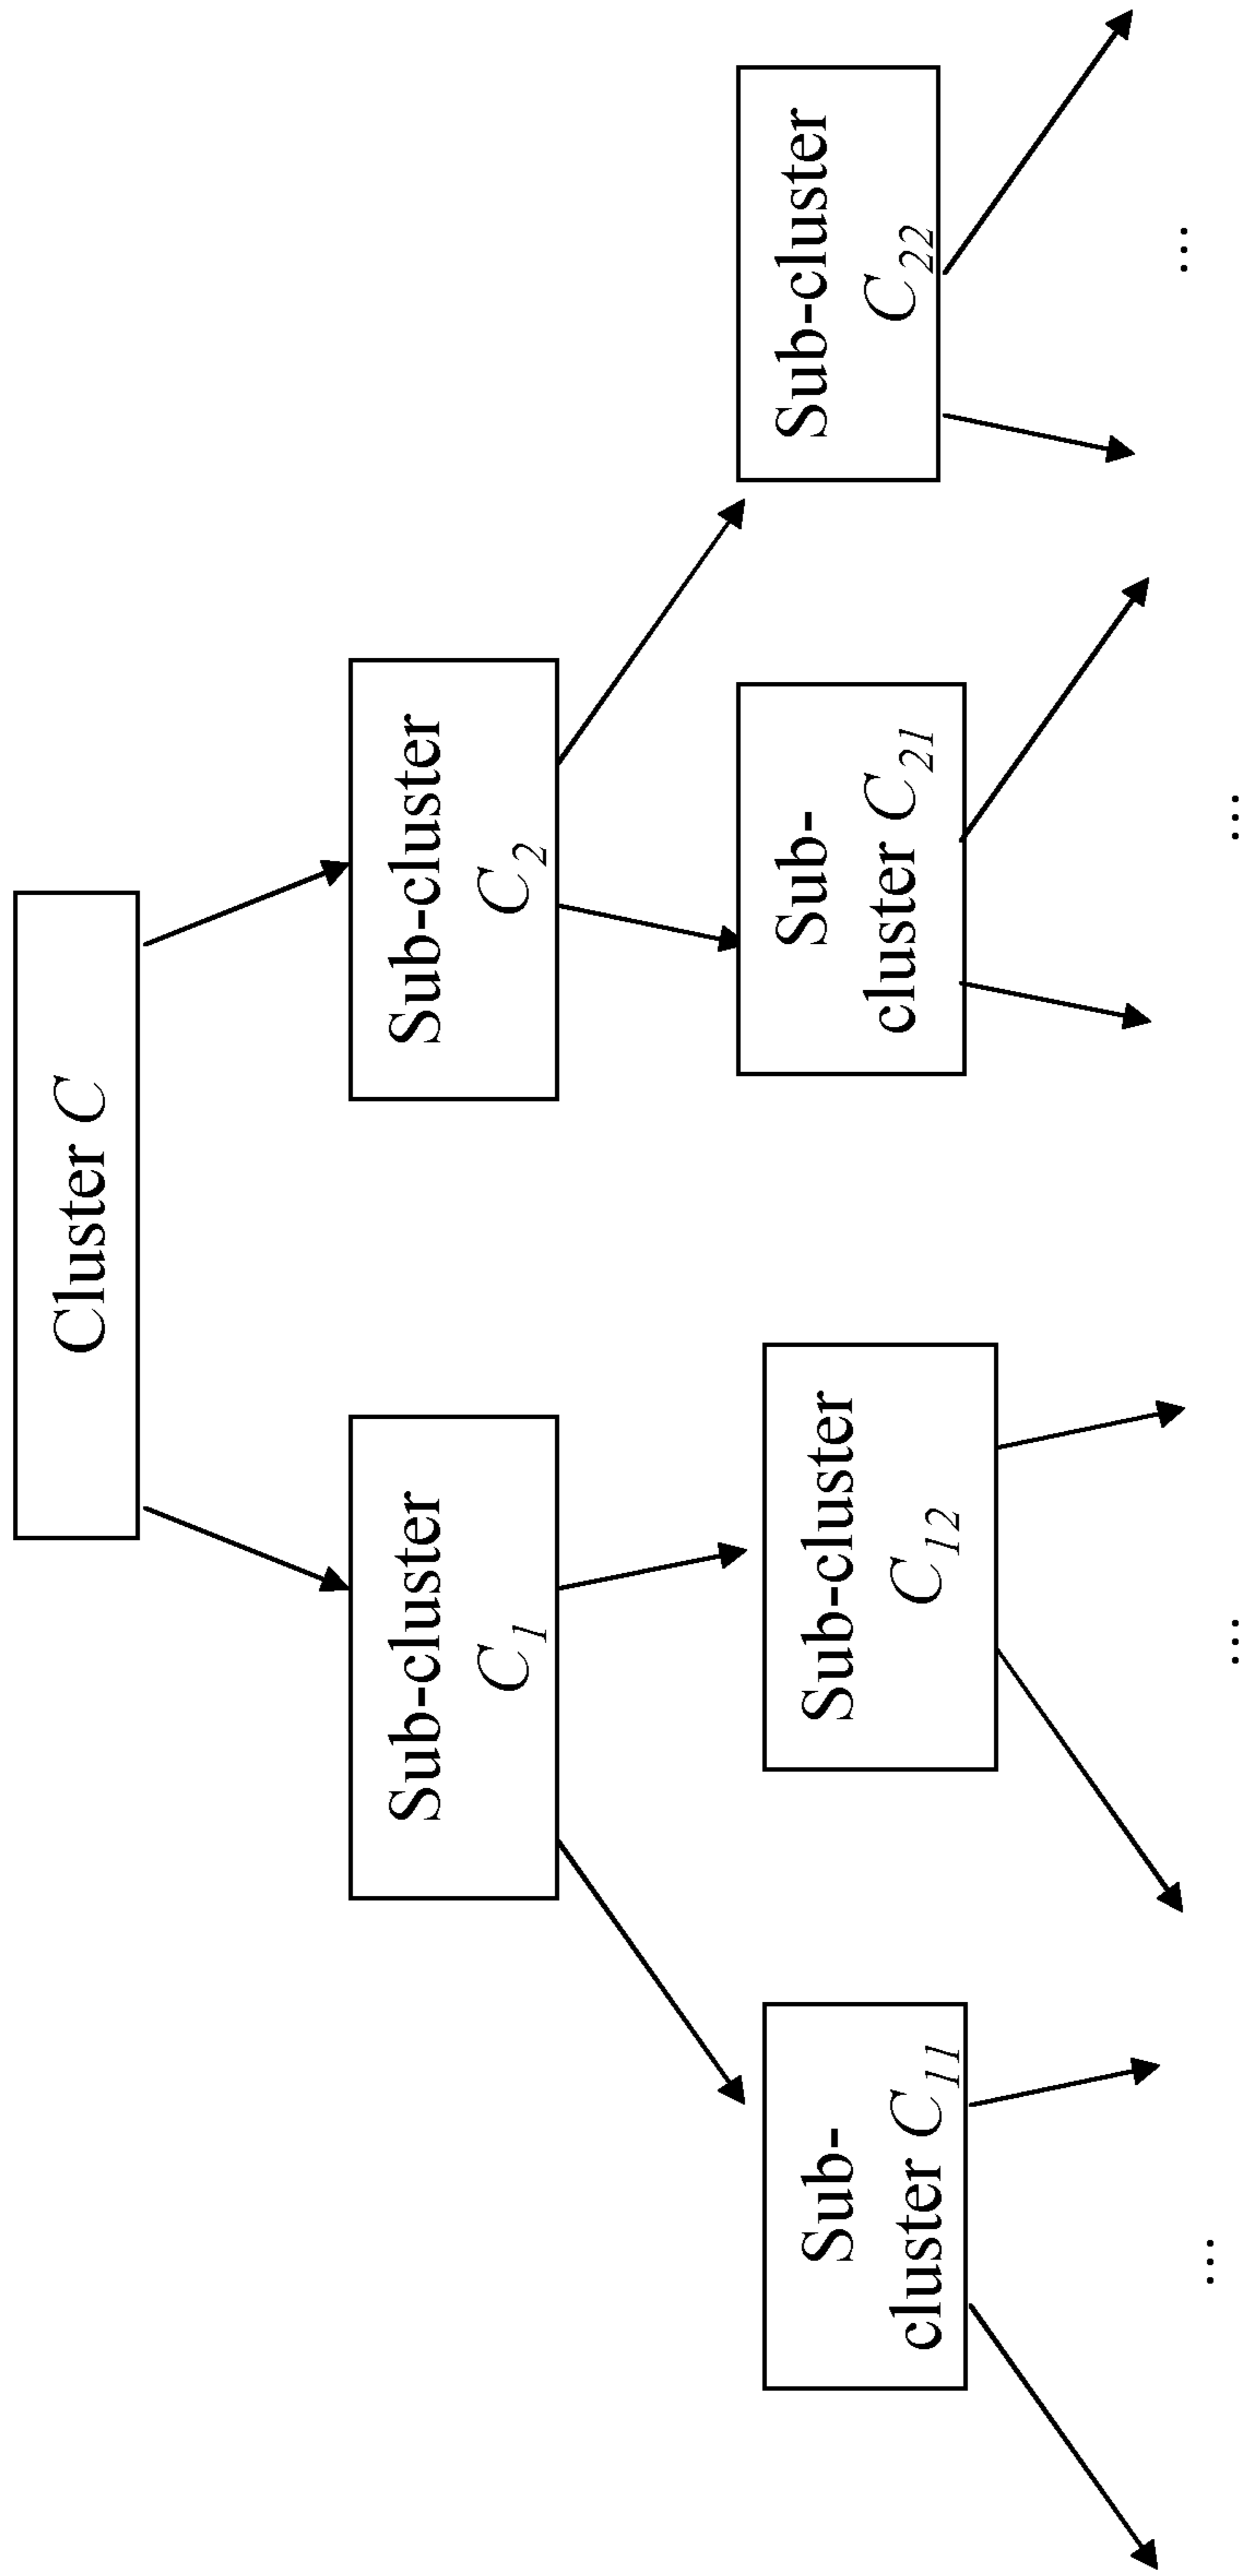 Cluster C
Sub-cluster
C1
Sub-cluster
C2
Sub-
cluster C11
Sub-cluster
C12
Sub-
cluster C21
Sub-cluster
C22
...
...
...
...